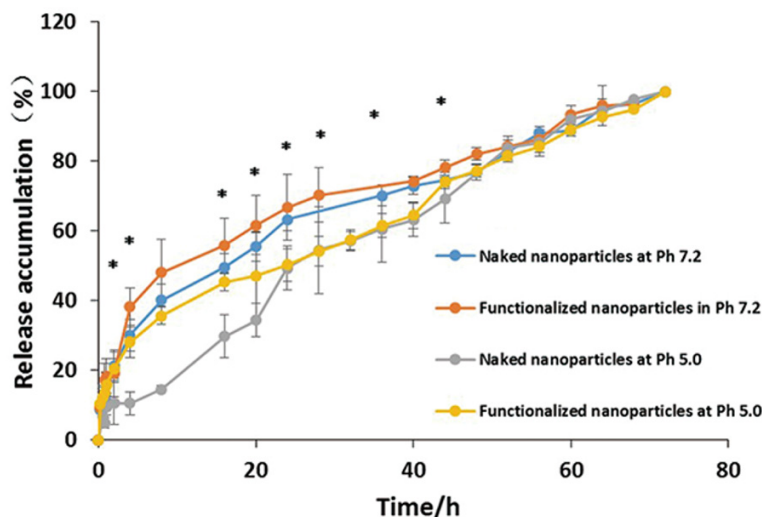 120
100
80
60
40
20
0
Release accumulation (%)
* * * * * * * * *
0 20 40 60 80
Time/h
Naked nanoparticles at Ph 7.2
Functionalized nanoparticles in Ph 7.2
Naked nanoparticles at Ph 5.0
Functionalized nanoparticles at Ph 5.0